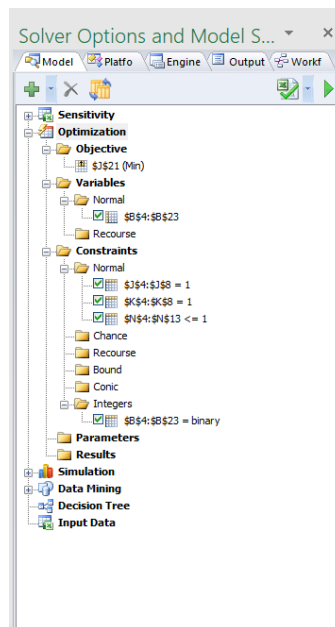 Solver Options and Model S...
Model Platfo Engine Output Workf
Sensitivity
Optimization
Objective
$J$21 (Min)
Variables
Normal
$B$4:$B$23
Recourse
Constraints
Normal
$J$4:$J$8 = 1
$K$4:$K$8 = 1
$N$4:$N$13 <= 1
Chance
Recourse
Bound
Conic
Integers
$B$4:$B$23 = binary
Parameters
Results
Simulation
Data Mining
Decision Tree
Input Data